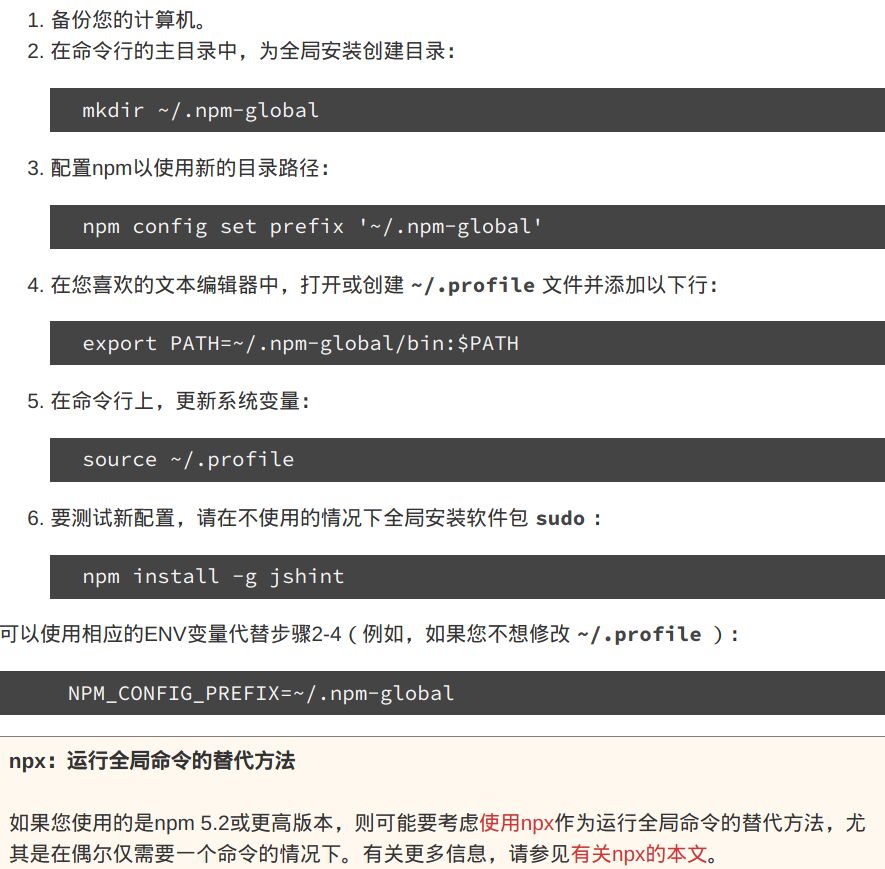 1. 备份您的计算机。
2. 在命令行的主目录中，为全局安装创建目录：
mkdir ~/.npm-global
3. 配置npm以使用新的目录路径：
npm config set prefix '~/.npm-global'
4. 在您喜欢的文本编辑器中，打开或创建 ~/.profile 文件并添加以下行：
export PATH=~/.npm-global/bin:$PATH
5. 在命令行上，更新系统变量：
source ~/.profile
6. 要测试新配置，请在不使用的情况下全局安装软件包 sudo ：
npm install -g jshint
可以使用相应的ENV变量代替步骤2-4（例如，如果您不想修改 ~/.profile ）：
NPM_CONFIG_PREFIX=~/.npm-global
npx：运行全局命令的替代方法
如果您使用的是npm 5.2或更高版本，则可能要考虑使用npx作为运行全局命令的替代方法，尤
其是在偶尔仅需要一个命令的情况下。有关更多信息，请参见有关npx的本文。